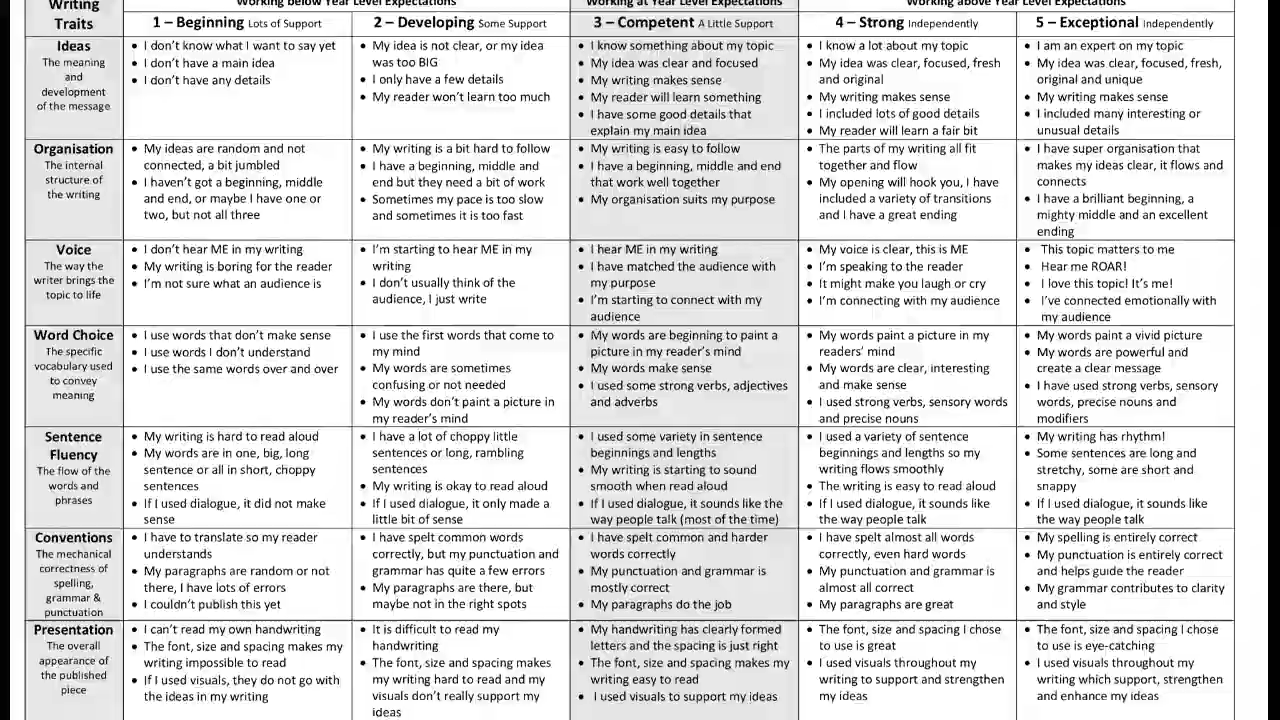 Writing
Traits
Working below Year Level Expectations
Working at Year Level Expectations
Working above Year Level Expectations
1 – Beginning Lots of Support
2 – Developing Some Support
3 – Competent A Little Support
4 – Strong Independently
5 – Exceptional Independently
Ideas
The meaning
and
development
of the message
• I don't know what I want to say yet
• I don't have a main idea
• I don't have any details
• My idea is not clear, or my idea
was too BIG
• I only have a few details
• My reader won't learn too much
• I know something about my topic
• My idea was clear and focused
• My writing makes sense
• My reader will learn something
• I have some good details that
explain my main idea
• I know a lot about my topic
• My idea was clear, focused, fresh
and original
• My writing makes sense
• I included lots of good details
• My reader will learn a fair bit
• I am an expert on my topic
• My idea was clear, focused, fresh,
original and unique
• My writing makes sense
• I included many interesting or
unusual details
Organisation
The internal
structure of
the writing
• My ideas are random and not
connected, a bit jumbled
• I haven't got a beginning, middle
and end, or maybe I have one or
two, but not all three
• My writing is a bit hard to follow
• I have a beginning, middle and
end but they need a bit of work
• Sometimes my pace is too slow
and sometimes it is too fast
• My writing is easy to follow
• I have a beginning, middle and end
that work well together
• My organisation suits my purpose
• The parts of my writing all fit
together and flow
• My opening will hook you, I have
included a variety of transitions
and I have a great ending
• I have super organisation that
makes my ideas clear, it flows and
connects
• I have a brilliant beginning, a
mighty middle and an excellent
ending
Voice
The way the
writer brings the
topic to life
• I don't hear ME in my writing
• My writing is boring for the reader
• I'm not sure what an audience is
• I'm starting to hear ME in my
writing
• I don't usually think of the
audience, I just write
• I hear ME in my writing
• I have matched the audience with
my purpose
• I'm starting to connect with my
audience
• My voice is clear, this is ME
• I'm speaking to the reader
• It might make you laugh or cry
• I'm connecting with my audience
• This topic matters to me
• Hear me ROAR!
• I love this topic! It's me!
• I've connected emotionally with
my audience
Word Choice
The specific
vocabulary used
to convey
meaning
• I use words that don't make sense
• I use words I don't understand
• I use the same words over and over
• I use the first words that come to
my mind
• My words are sometimes
confusing or not needed
• My words don't paint a picture in
my reader's mind
• My words are beginning to paint a
picture in my reader's mind
• My words make sense
• I used some strong verbs, adjectives
and adverbs
• My words paint a picture in my
readers' mind
• My words are clear, interesting
and make sense
• I used strong verbs, sensory words
and precise nouns
• My words paint a vivid picture
• My words are powerful and
create a clear message
• I have used strong verbs, sensory
words, precise nouns and
modifiers
Sentence
Fluency
The flow of the
words and
phrases
• My writing is hard to read aloud
• My words are in one, big, long
sentence or all in short, choppy
sentences
• If I used dialogue, it did not make
sense
• I have a lot of choppy little
sentences or long, rambling
sentences
• My writing is okay to read aloud
• If I used dialogue, it only made a
little bit of sense
• I used some variety in sentence
beginnings and lengths
• My writing is starting to sound
smooth when read aloud
• If I used dialogue, it sounds like the
way people talk (most of the time)
• I used a variety of sentence
beginnings and lengths so my
writing flows smoothly
• The writing is easy to read aloud
• If I used dialogue, it sounds like
the way people talk
• My writing has rhythm!
• Some sentences are long and
stretchy, some are short and
snappy
• If I used dialogue, it sounds like
the way people talk
Conventions
The mechanical
correctness of
spelling,
grammar &
punctuation
• I have to translate so my reader
understands
• My paragraphs are random or not
there, I have lots of errors
• I couldn't publish this yet
• I have spelt common words
correctly, but my punctuation and
grammar has quite a few errors
• My paragraphs are there, but
maybe not in the right spots
• I have spelt common and harder
words correctly
• My punctuation and grammar is
mostly correct
• My paragraphs do the job
• I have spelt almost all words
correctly, even hard words
• My punctuation and grammar is
almost all correct
• My paragraphs are great
• My spelling is entirely correct
• My punctuation is entirely correct
and helps guide the reader
• My grammar contributes to clarity
and style
Presentation
The overall
appearance of
the published
piece
• I can't read my own handwriting
• The font, size and spacing makes my
writing impossible to read
• If I used visuals, they do not go with
the ideas in my writing
• It is difficult to read my
handwriting
• The font, size and spacing makes
my writing hard to read and my
visuals don't really support my
ideas
• My handwriting has clearly formed
letters and the spacing is just right
• The font, size and spacing makes my
writing easy to read
• I used visuals to support my ideas
• The font, size and spacing I chose
to use is great
• I used visuals throughout my
writing to support and strengthen
my ideas
• The font, size and spacing I chose
to use is eye-catching
• I used visuals throughout my
writing which support, strengthen
and enhance my ideas